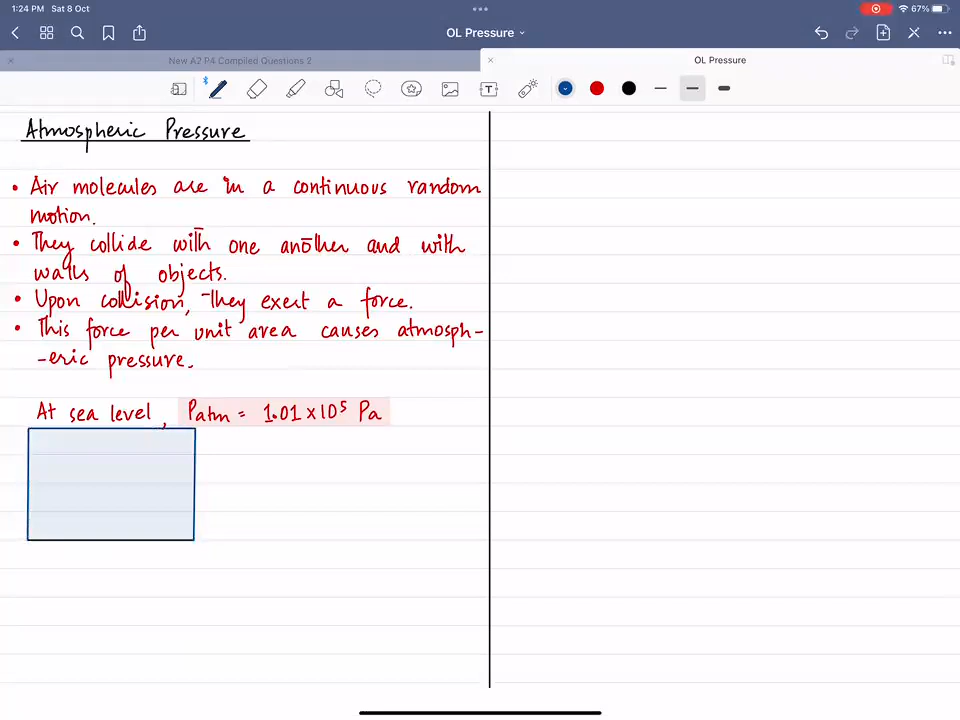 1:24 PM Sat 8 Oct
67%
OL Pressure
New A2 P4 Compiled Questions 2
OL Pressure
T
Atmospheric Pressure
• Air molecules are in a continuous random
motion.
• They collide with one another and with
walls of objects.
• Upon collision, They exert a force.
• This force per unit area causes atmosph-
-eric pressure.
At sea level, Patm = 1.01 × 10⁵ Pa